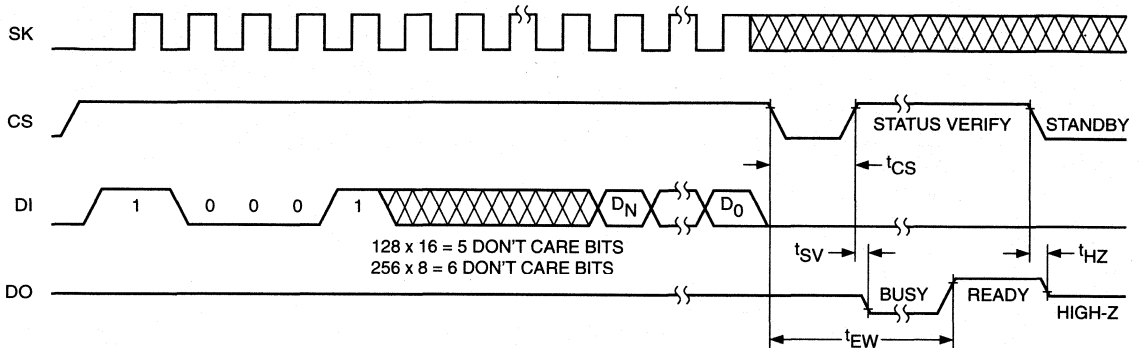 SK
CS
STATUS VERIFY
STANDBY
tCS
DI
1
0
0
0
1
DN
D0
128 x 16 = 5 DON'T CARE BITS
256 x 8 = 6 DON'T CARE BITS
tSV
tHZ
DO
BUSY
READY
HIGH-Z
tEW